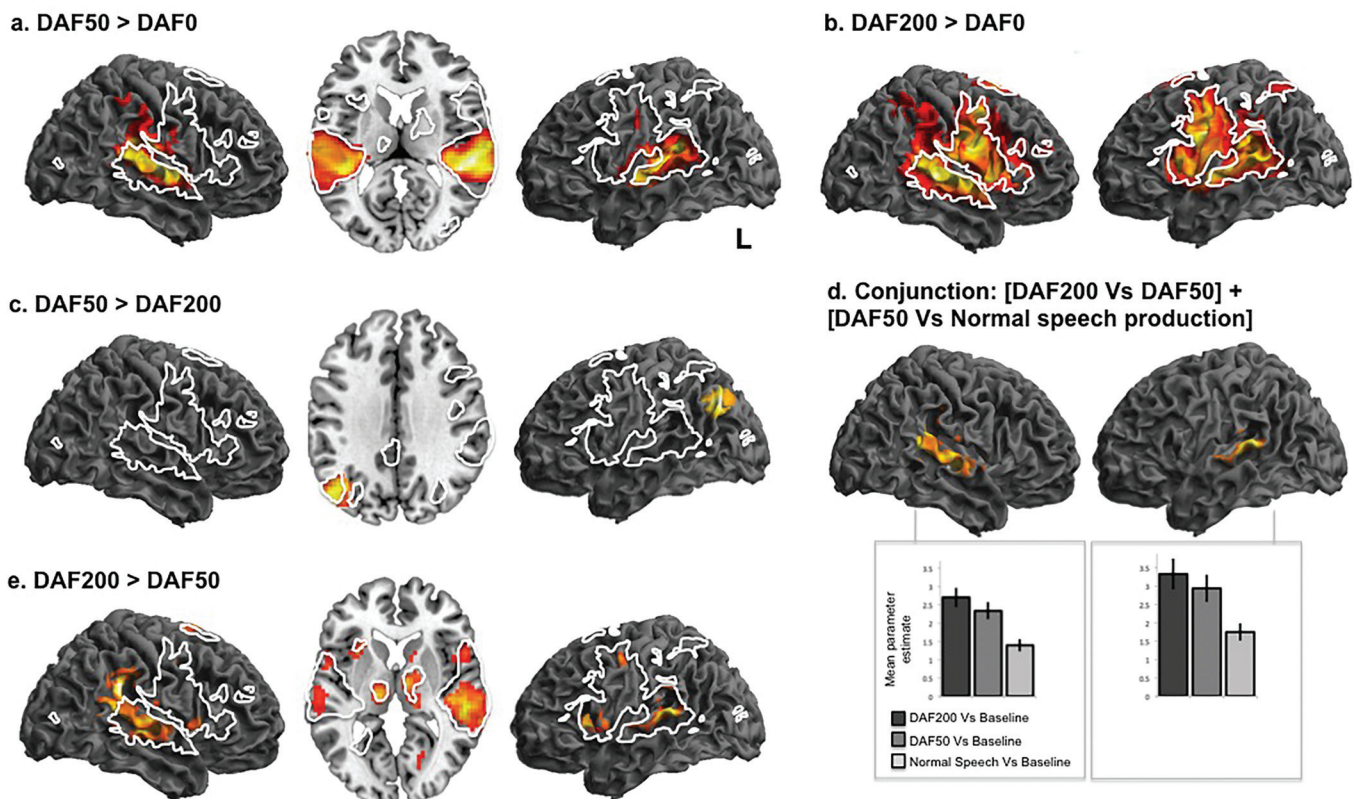 a. DAF50 > DAF0
b. DAF200 > DAF0
L
c. DAF50 > DAF200
d. Conjunction: [DAF200 Vs DAF50] +
[DAF50 Vs Normal speech production]
e. DAF200 > DAF50
Mean parameter
estimate
3.5
3
2.5
2
1.5
1
0.5
0
3.5
3
2.5
2
1.5
1
0.5
0
DAF200 Vs Baseline
DAF50 Vs Baseline
Normal Speech Vs Baseline